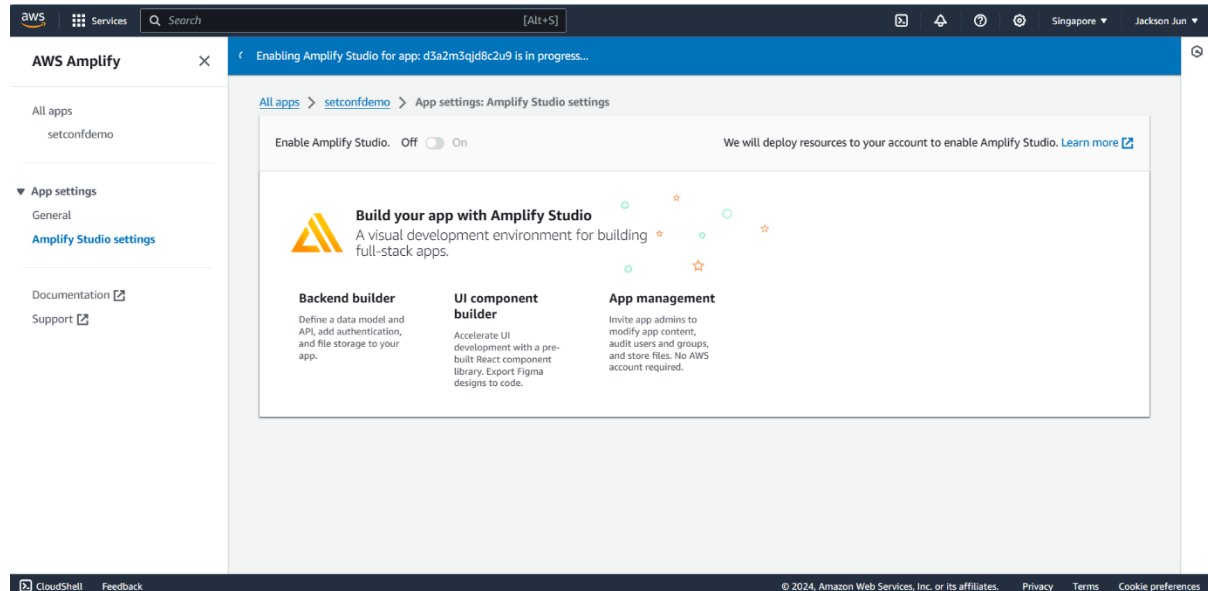 aws Services Search [Alt+S] Singapore ▼ Jackson Jun ▼
AWS Amplify
Enabling Amplify Studio for app: d3a2m3qjd8c2u9 is in progress...
All apps
setconfdemo
App settings
General
Amplify Studio settings
Documentation
Support
All apps > setconfdemo > App settings: Amplify Studio settings
Enable Amplify Studio. Off On
We will deploy resources to your account to enable Amplify Studio. Learn more
Build your app with Amplify Studio
A visual development environment for building
full-stack apps.
Backend builder
Define a data model and
API, add authentication,
and file storage to your
app.
UI component
builder
Accelerate UI
development with a pre-
built React component
library. Export Figma
designs to code.
App management
Invite app admins to
modify app content,
audit users and groups,
and store files. No AWS
account required.
CloudShell Feedback © 2024, Amazon Web Services, Inc. or its affiliates. Privacy Terms Cookie preferences